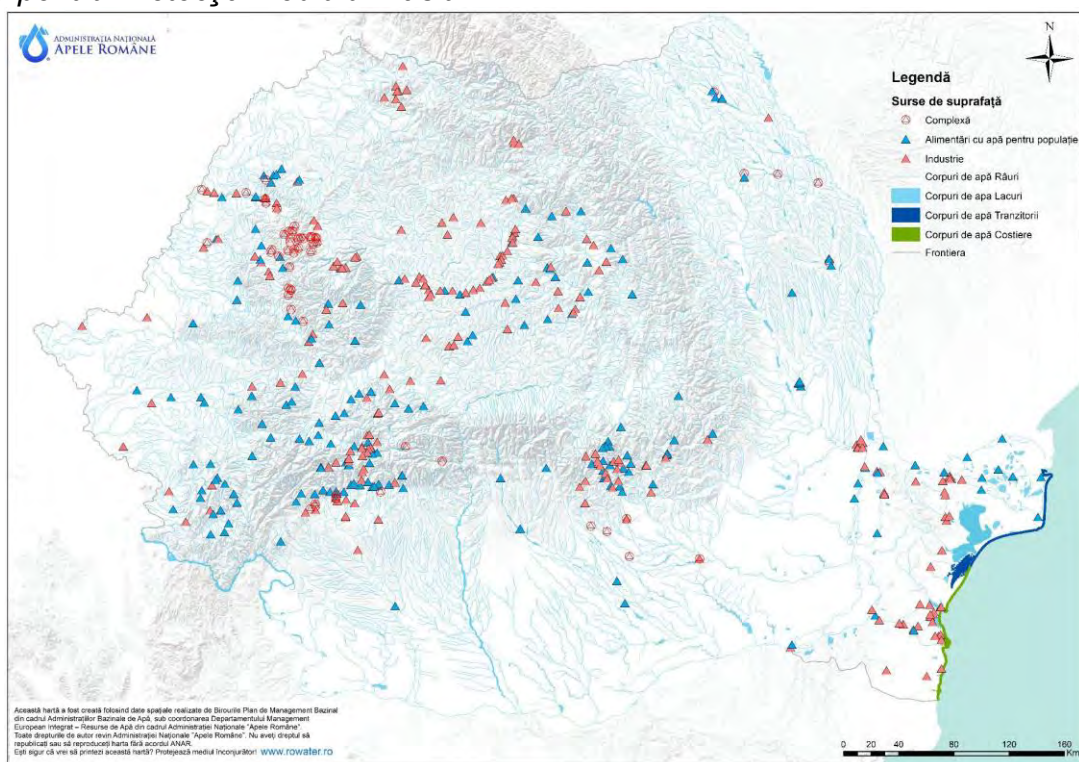 ADMINISTRAȚIA NAȚIONALĂ
APELE ROMÂNE
N
Legendă
Surse de suprafață
Complexă
Alimentări cu apă pentru populație
Industrie
Corpuri de apă Râuri
Corpuri de apa Lacuri
Corpuri de apă Tranzitorii
Corpuri de apă Costiere
Frontiera
Această hartă a fost creată folosind date spațiale realizate de Birourile Plan de Management Bazinal
din cadrul Administrațiilor Bazinale de Apă, sub coordonarea Departamentului Management
European Integrat – Resurse de Apă din cadrul Administrației Naționale "Apele Române".
Toate drepturile de autor revin Administrației Naționale "Apele Române". Nu aveți dreptul să
republicați sau să reproduceți harta fără acordul ANAR.
Ești sigur că vrei să printezi această hartă? Protejează mediul înconjurător! www.rowater.ro
0 20 40 80 120 160
Km